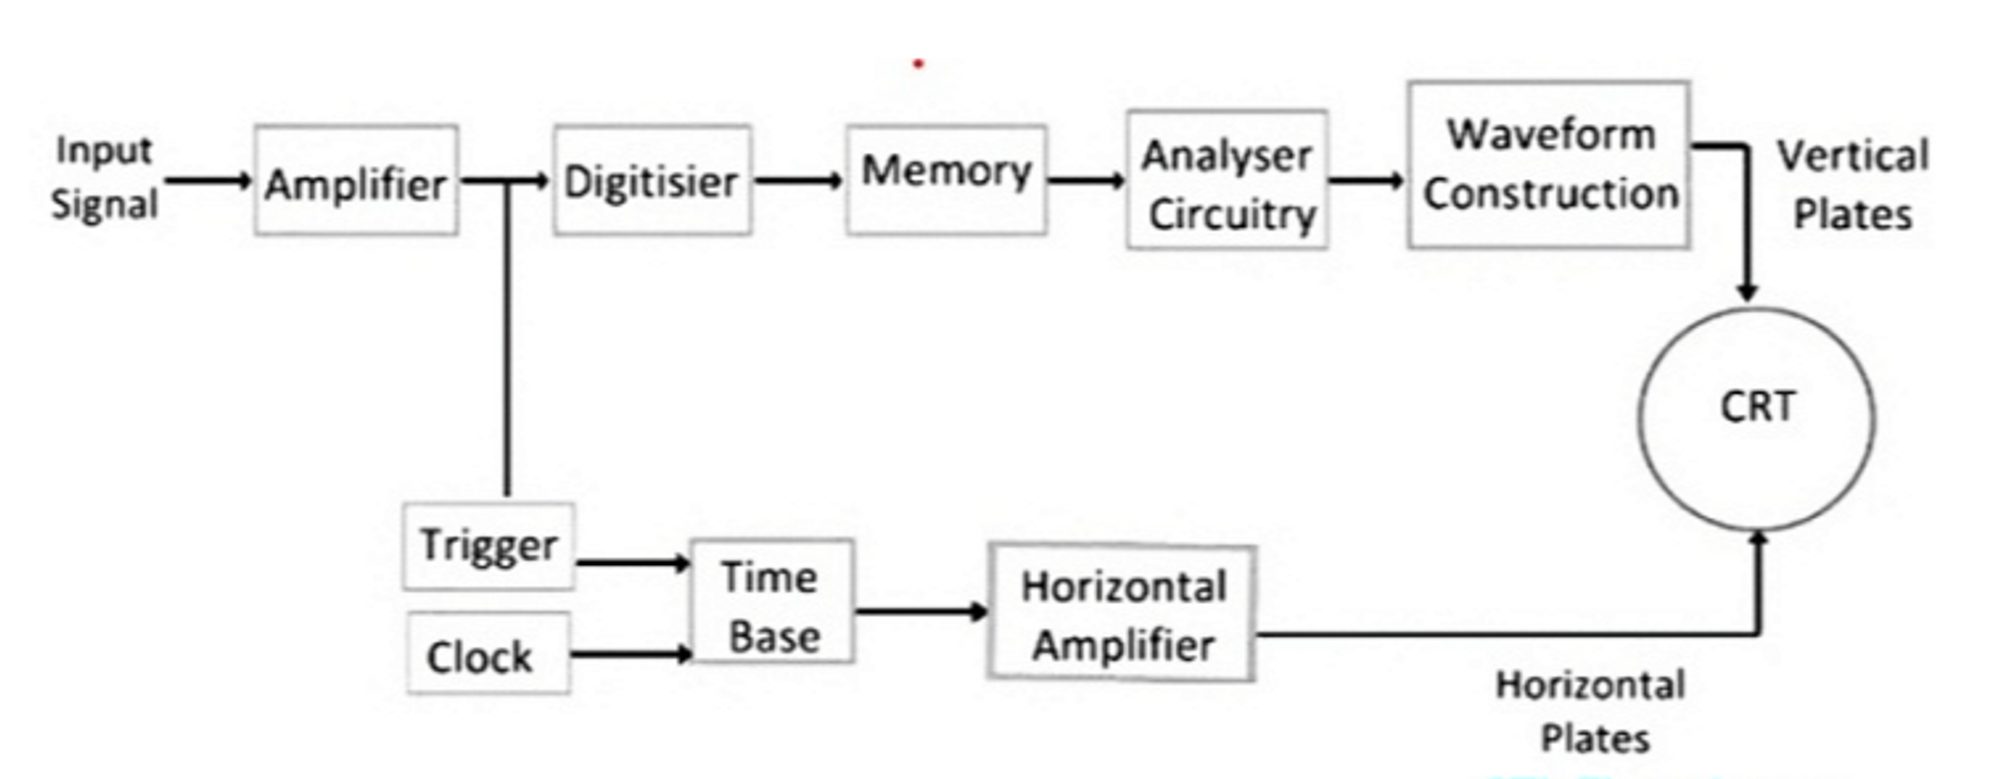 Input
Signal
Amplifier
Digitisier
Memory
Analyser
Circuitry
Waveform
Construction
Vertical
Plates
CRT
Trigger
Clock
Time
Base
Horizontal
Amplifier
Horizontal
Plates